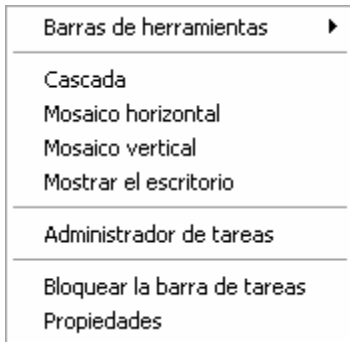 Barras de herramientas
Cascada
Mosaico horizontal
Mosaico vertical
Mostrar el escritorio
Administrador de tareas
Bloquear la barra de tareas
Propiedades